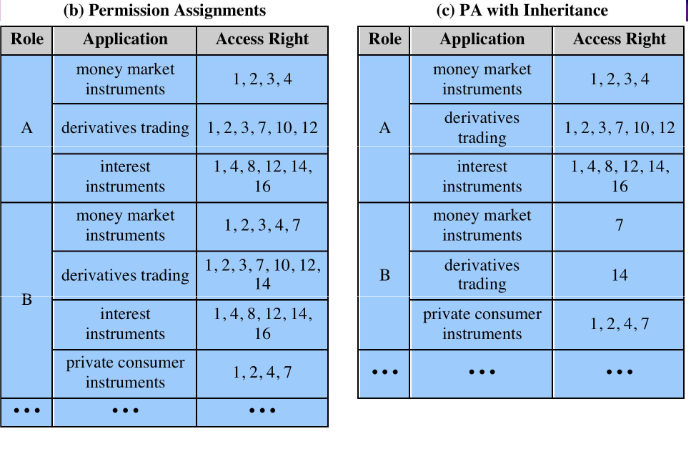 (b) Permission Assignments
Role Application Access Right
A
money market
instruments
1, 2, 3, 4
derivatives trading
1, 2, 3, 7, 10, 12
interest
instruments
1, 4, 8, 12, 14,
16
B
money market
instruments
1, 2, 3, 4, 7
derivatives trading
1, 2, 3, 7, 10, 12,
14
interest
instruments
1, 4, 8, 12, 14,
16
private consumer
instruments
1, 2, 4, 7
••• ••• •••
(c) PA with Inheritance
Role Application Access Right
A
money market
instruments
1, 2, 3, 4
derivatives
trading
1, 2, 3, 7, 10, 12
interest
instruments
1, 4, 8, 12, 14,
16
B
money market
instruments
7
derivatives
trading
14
private consumer
instruments
1, 2, 4, 7
••• ••• •••